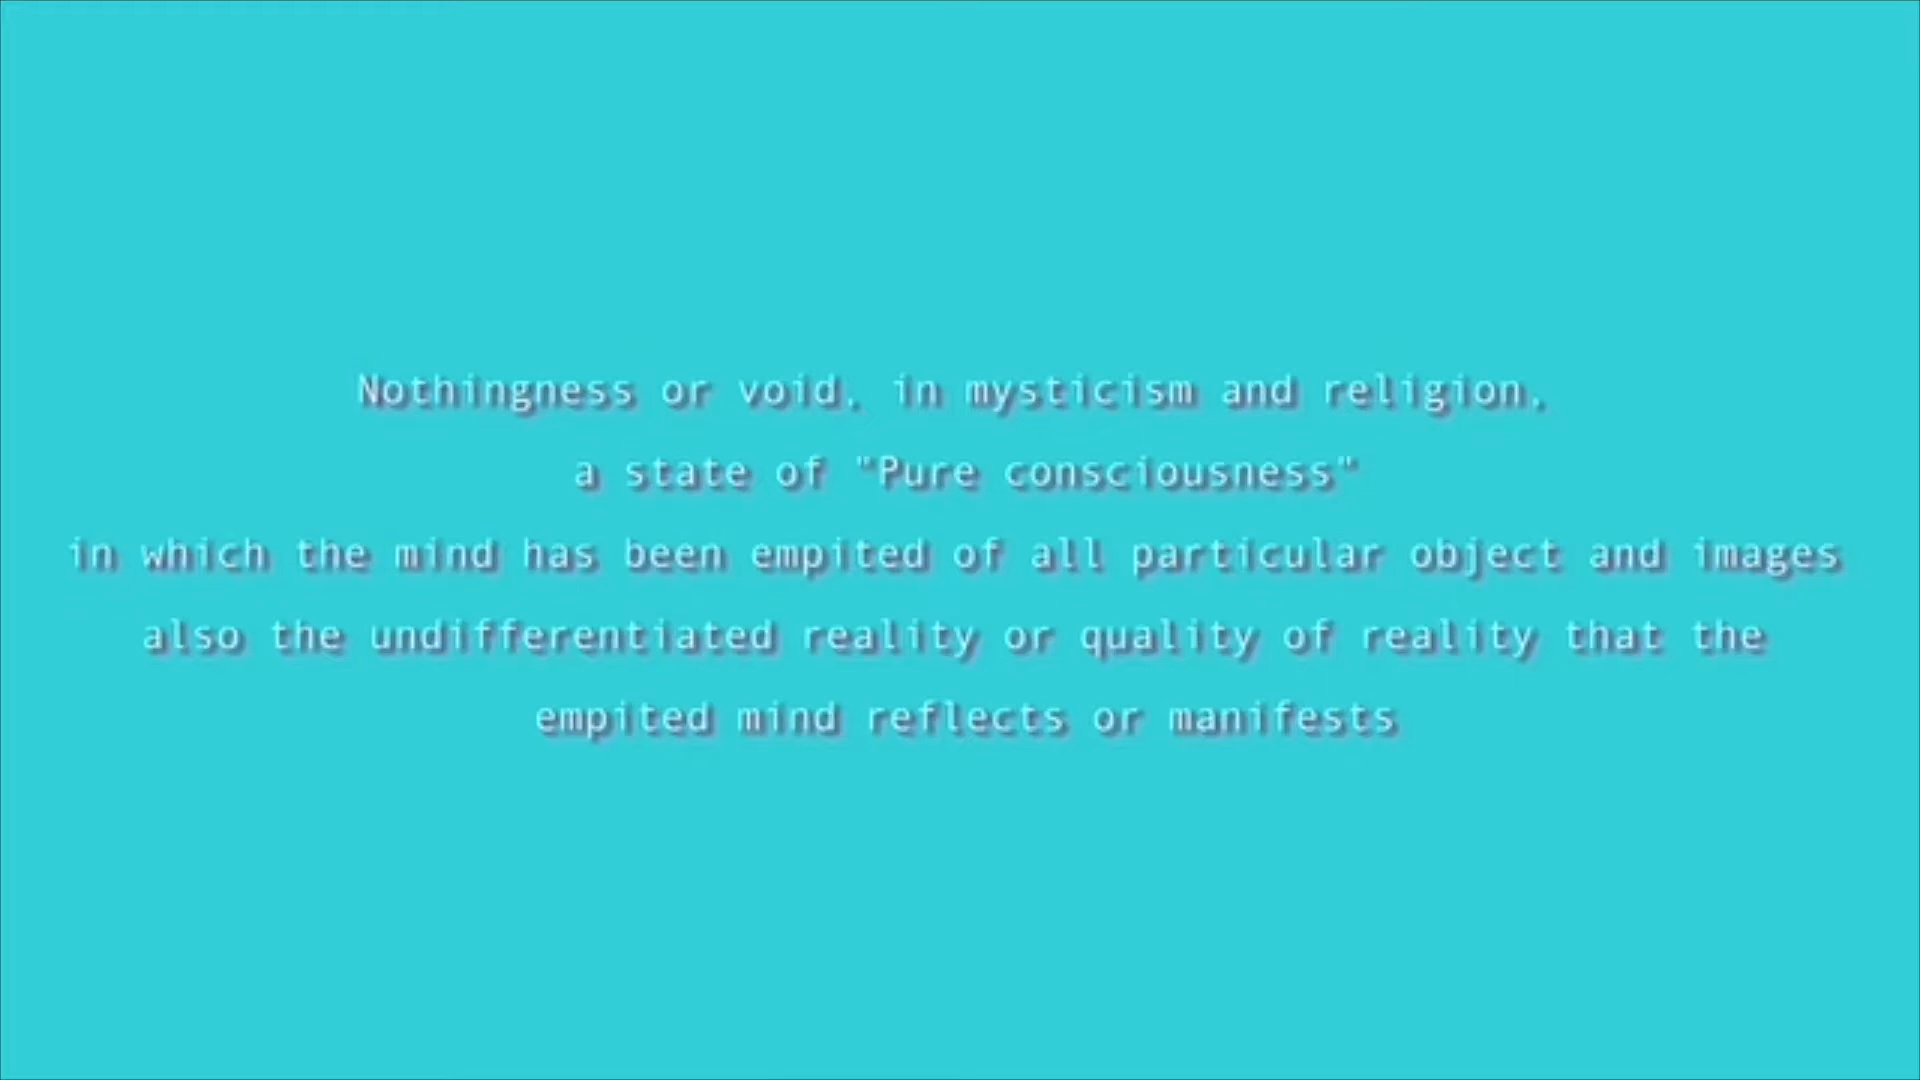 Nothingness or void, in mysticism and religion,
a state of "Pure consciousness"
in which the mind has been empited of all particular object and images
also the undifferentiated reality or quality of reality that the
empited mind reflects or manifests